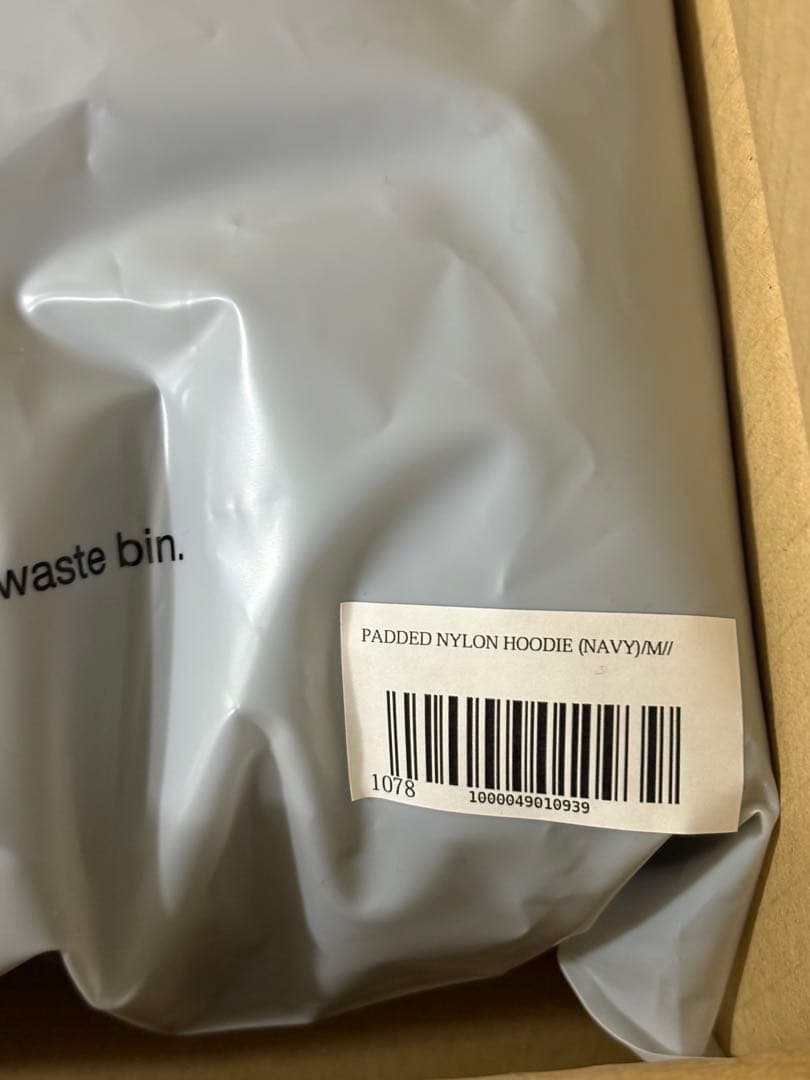 waste bin.
PADDED NYLON HOODIE (NAVY)/M//
1078
1000049010939